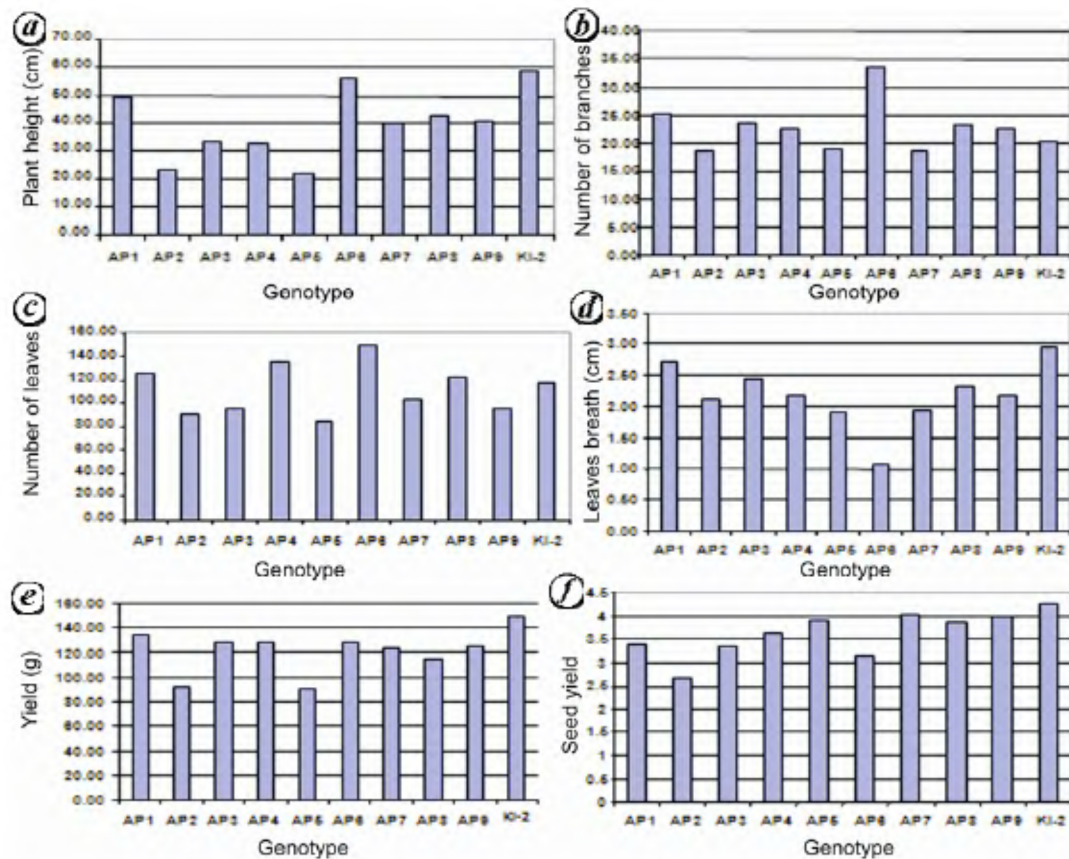 a
Plant height (cm)
70.00
60.00
50.00
40.00
30.00
20.00
10.00
0.00
AP1 AP2 AP3 AP4 AP5 AP6 AP7 AP8 AP9 KI-2
Genotype
b
Number of branches
40.00
35.00
30.00
25.00
20.00
15.00
10.00
5.00
0.00
AP1 AP2 AP3 AP4 AP5 AP6 AP7 AP8 AP9 KI-2
Genotype
c
Number of leaves
160.00
140.00
120.00
100.00
80.00
60.00
40.00
20.00
0.00
AP1 AP2 AP3 AP4 AP5 AP6 AP7 AP8 AP9 KI-2
Genotype
d
Leaves breath (cm)
3.50
3.00
2.50
2.00
1.50
1.00
0.50
0.00
AP1 AP2 AP3 AP4 AP5 AP6 AP7 AP8 AP9 KI-2
Genotype
e
Yield (g)
160.00
140.00
120.00
100.00
80.00
60.00
40.00
20.00
0.00
AP1 AP2 AP3 AP4 AP5 AP6 AP7 AP8 AP9 KI-2
Genotype
f
Seed yield
4.5
4
3.5
3
2.5
2
1.5
1
0.5
0
AP1 AP2 AP3 AP4 AP5 AP6 AP7 AP8 AP9 KI-2
Genotype